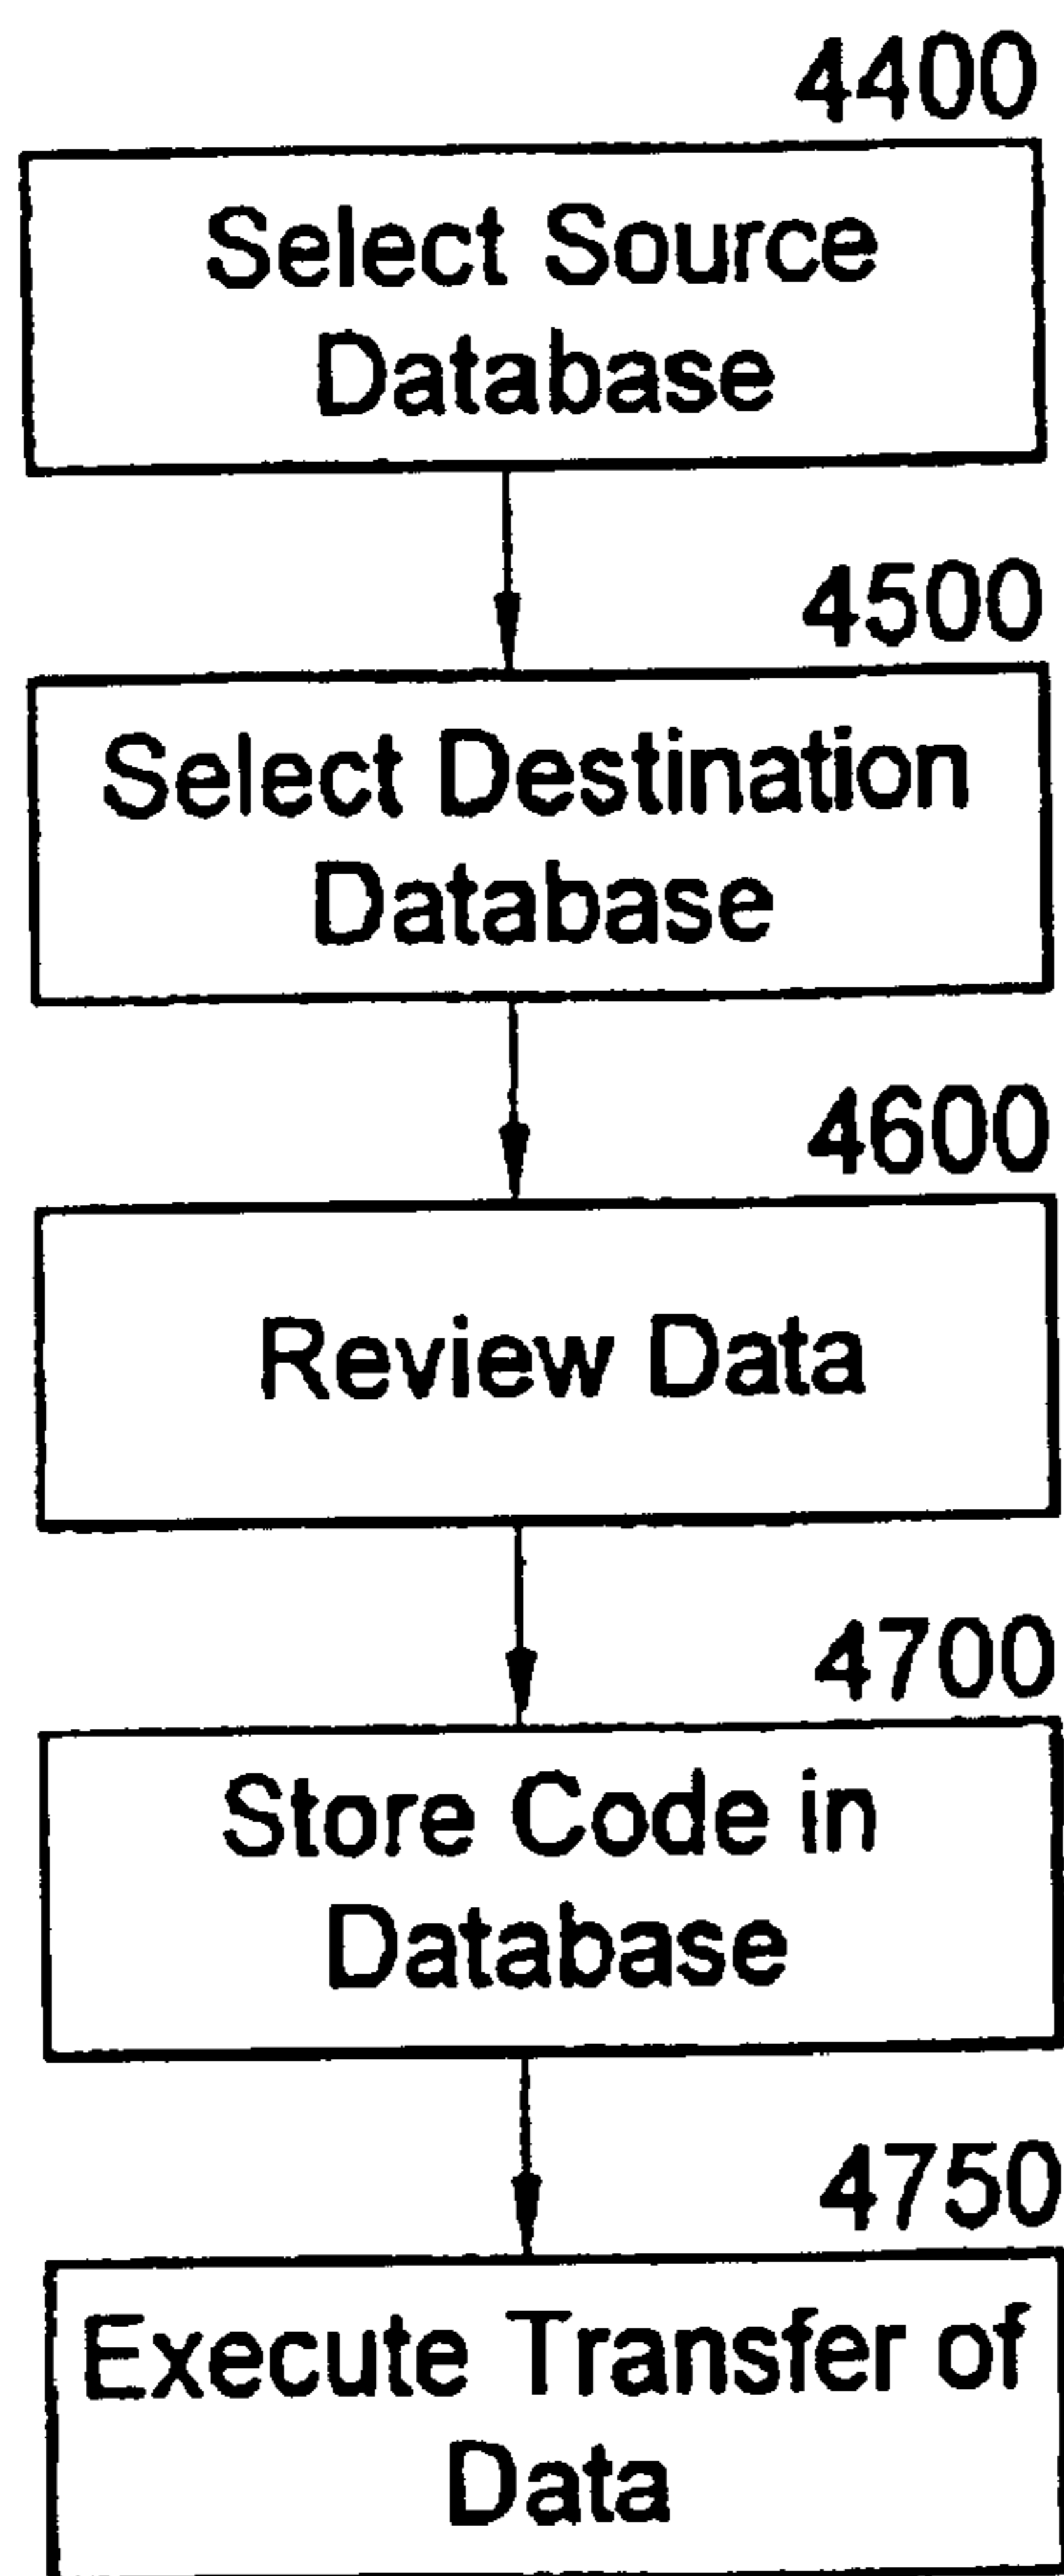 4400
Select Source
Database
4500
Select Destination
Database
4600
Review Data
4700
Store Code in
Database
4750
Execute Transfer of
Data